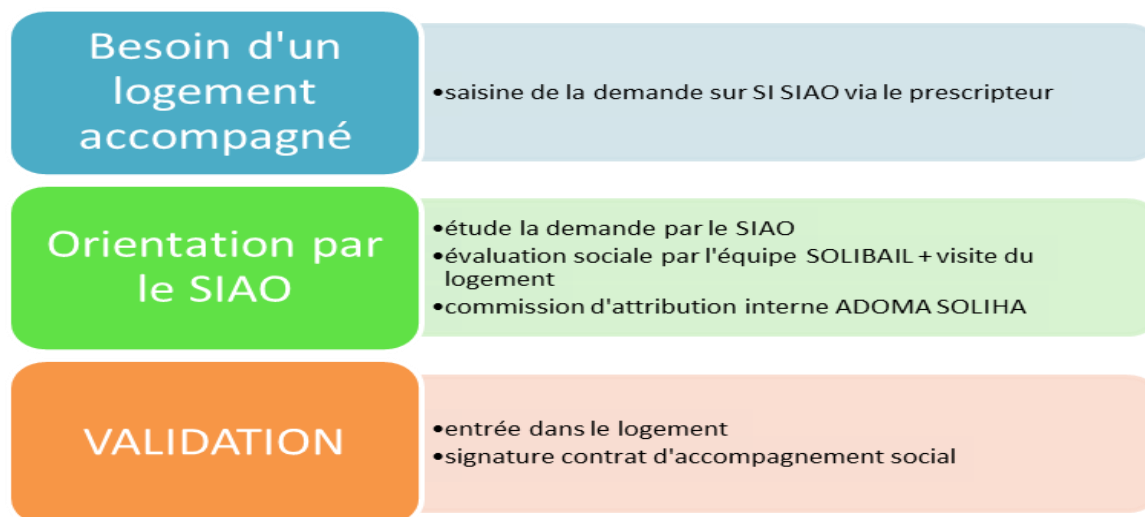 Besoin d'un
logement
accompagné
•saisine de la demande sur SI SIAO via le prescripteur
Orientation par
le SIAO
•étude la demande par le SIAO
•évaluation sociale par l'équipe SOLIBAIL + visite du
logement
•commission d'attribution interne ADOMA SOLIHA
VALIDATION
•entrée dans le logement
•signature contrat d'accompagnement social